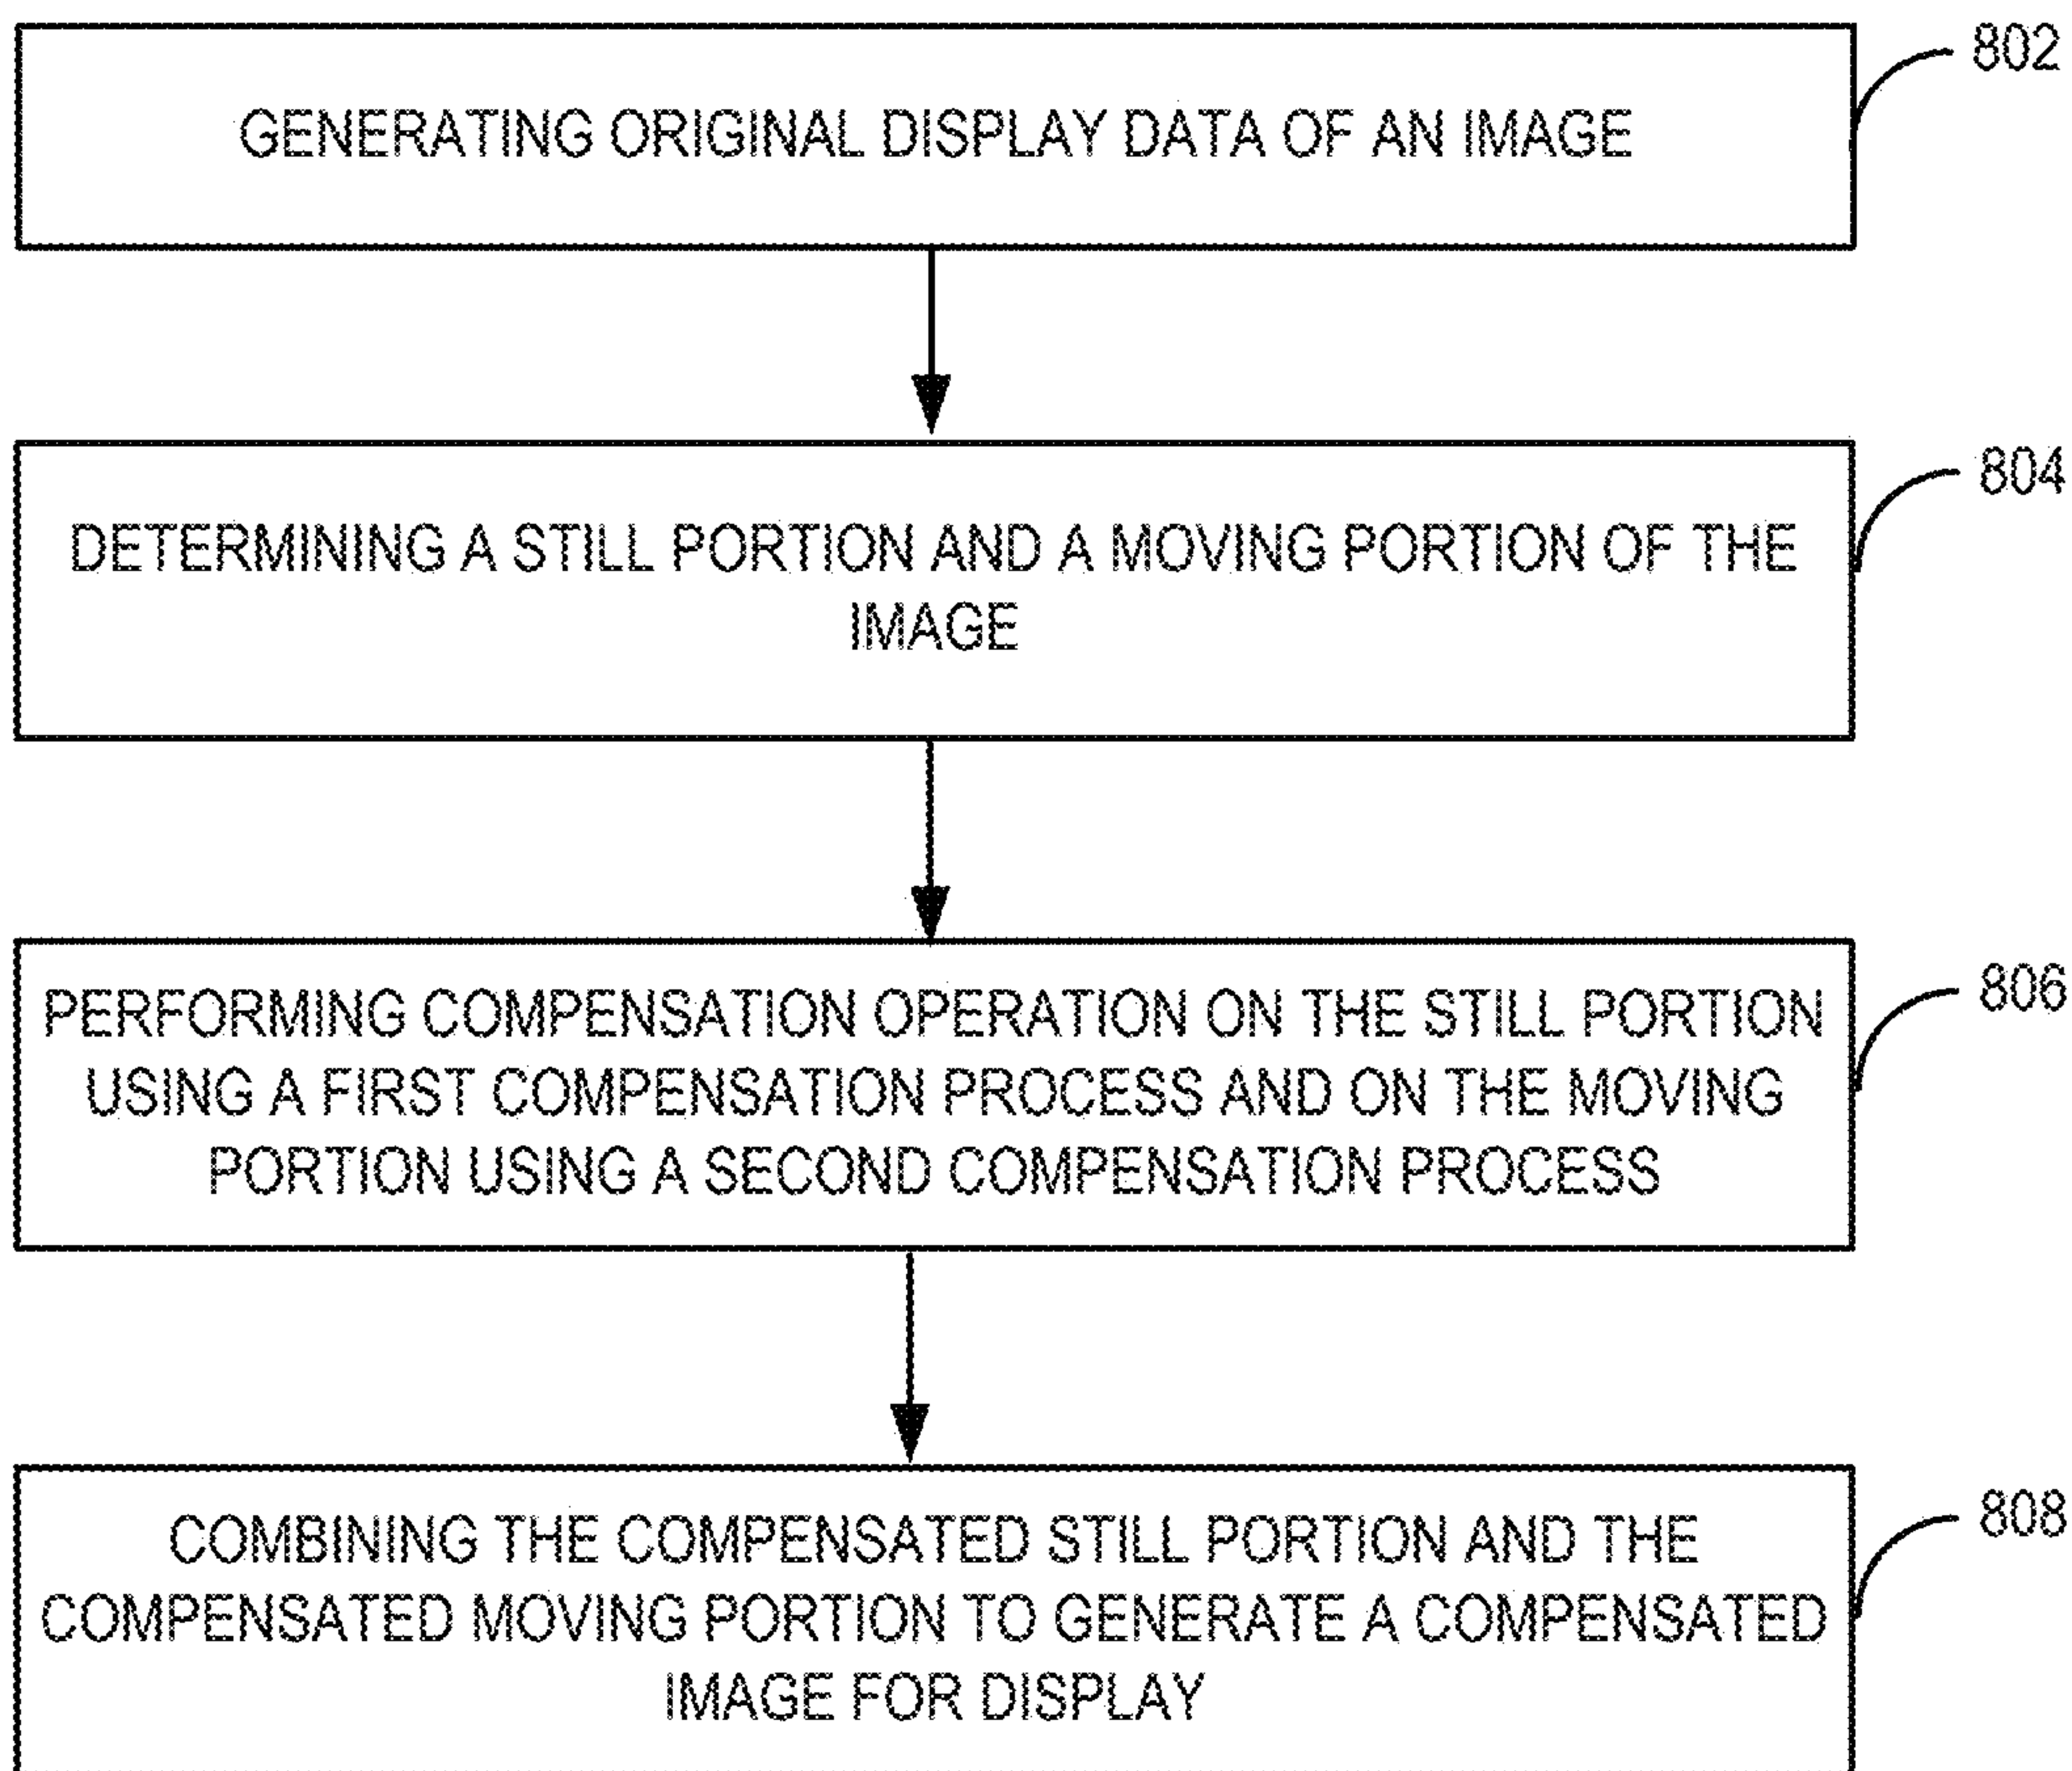 802
GENERATING ORIGINAL DISPLAY DATA OF AN IMAGE
804
DETERMINING A STILL PORTION AND A MOVING PORTION OF THE
IMAGE
806
PERFORMING COMPENSATION OPERATION ON THE STILL PORTION
USING A FIRST COMPENSATION PROCESS AND ON THE MOVING
PORTION USING A SECOND COMPENSATION PROCESS
808
COMBINING THE COMPENSATED STILL PORTION AND THE
COMPENSATED MOVING PORTION TO GENERATE A COMPENSATED
IMAGE FOR DISPLAY